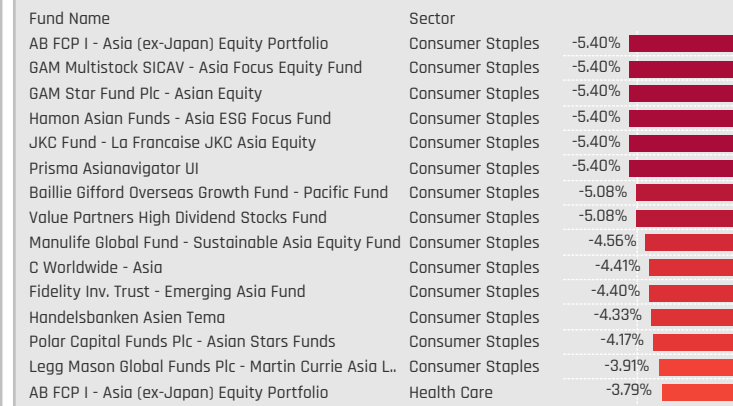 Fund Name Sector
AB FCP I - Asia (ex-Japan) Equity Portfolio Consumer Staples -5.40%
GAM Multistock SICAV - Asia Focus Equity Fund Consumer Staples -5.40%
GAM Star Fund Plc - Asian Equity Consumer Staples -5.40%
Hamon Asian Funds - Asia ESG Focus Fund Consumer Staples -5.40%
JKC Fund - La Francaise JKC Asia Equity Consumer Staples -5.40%
Prisma Asianavigator UI Consumer Staples -5.40%
Baillie Gifford Overseas Growth Fund - Pacific Fund Consumer Staples -5.08%
Value Partners High Dividend Stocks Fund Consumer Staples -5.08%
Manulife Global Fund - Sustainable Asia Equity Fund Consumer Staples -4.56%
C Worldwide - Asia Consumer Staples -4.41%
Fidelity Inv. Trust - Emerging Asia Fund Consumer Staples -4.40%
Handelsbanken Asien Tema Consumer Staples -4.33%
Polar Capital Funds Plc - Asian Stars Funds Consumer Staples -4.17%
Legg Mason Global Funds Plc - Martin Currie Asia L.. Consumer Staples -3.91%
AB FCP I - Asia (ex-Japan) Equity Portfolio Health Care -3.79%